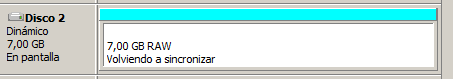 Disco 2
Dinámico
7,00 GB
En pantalla
7,00 GB RAW
Volviendo a sincronizar